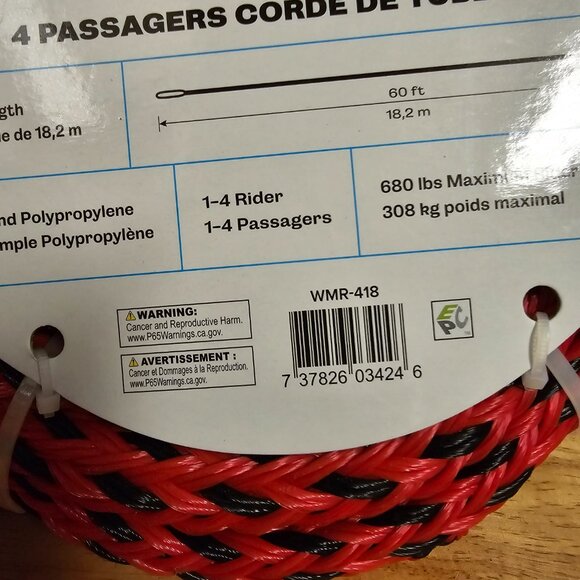 4 PASSAGERS CORDE DE
60 ft
18,2 m
gth
ue de 18,2 m
nd Polypropylene
mple Polypropylène
1–4 Rider
1–4 Passagers
680 lbs
308 kg poids maximal
WARNING:
Cancer and Reproductive Harm.
www.P65Warnings.ca.gov.
AVERTISSEMENT :
Cancer et Dommages à la Reproduction.
www.P65Warnings.ca.gov.
WMR-418
7 37826 03424 6
EPC